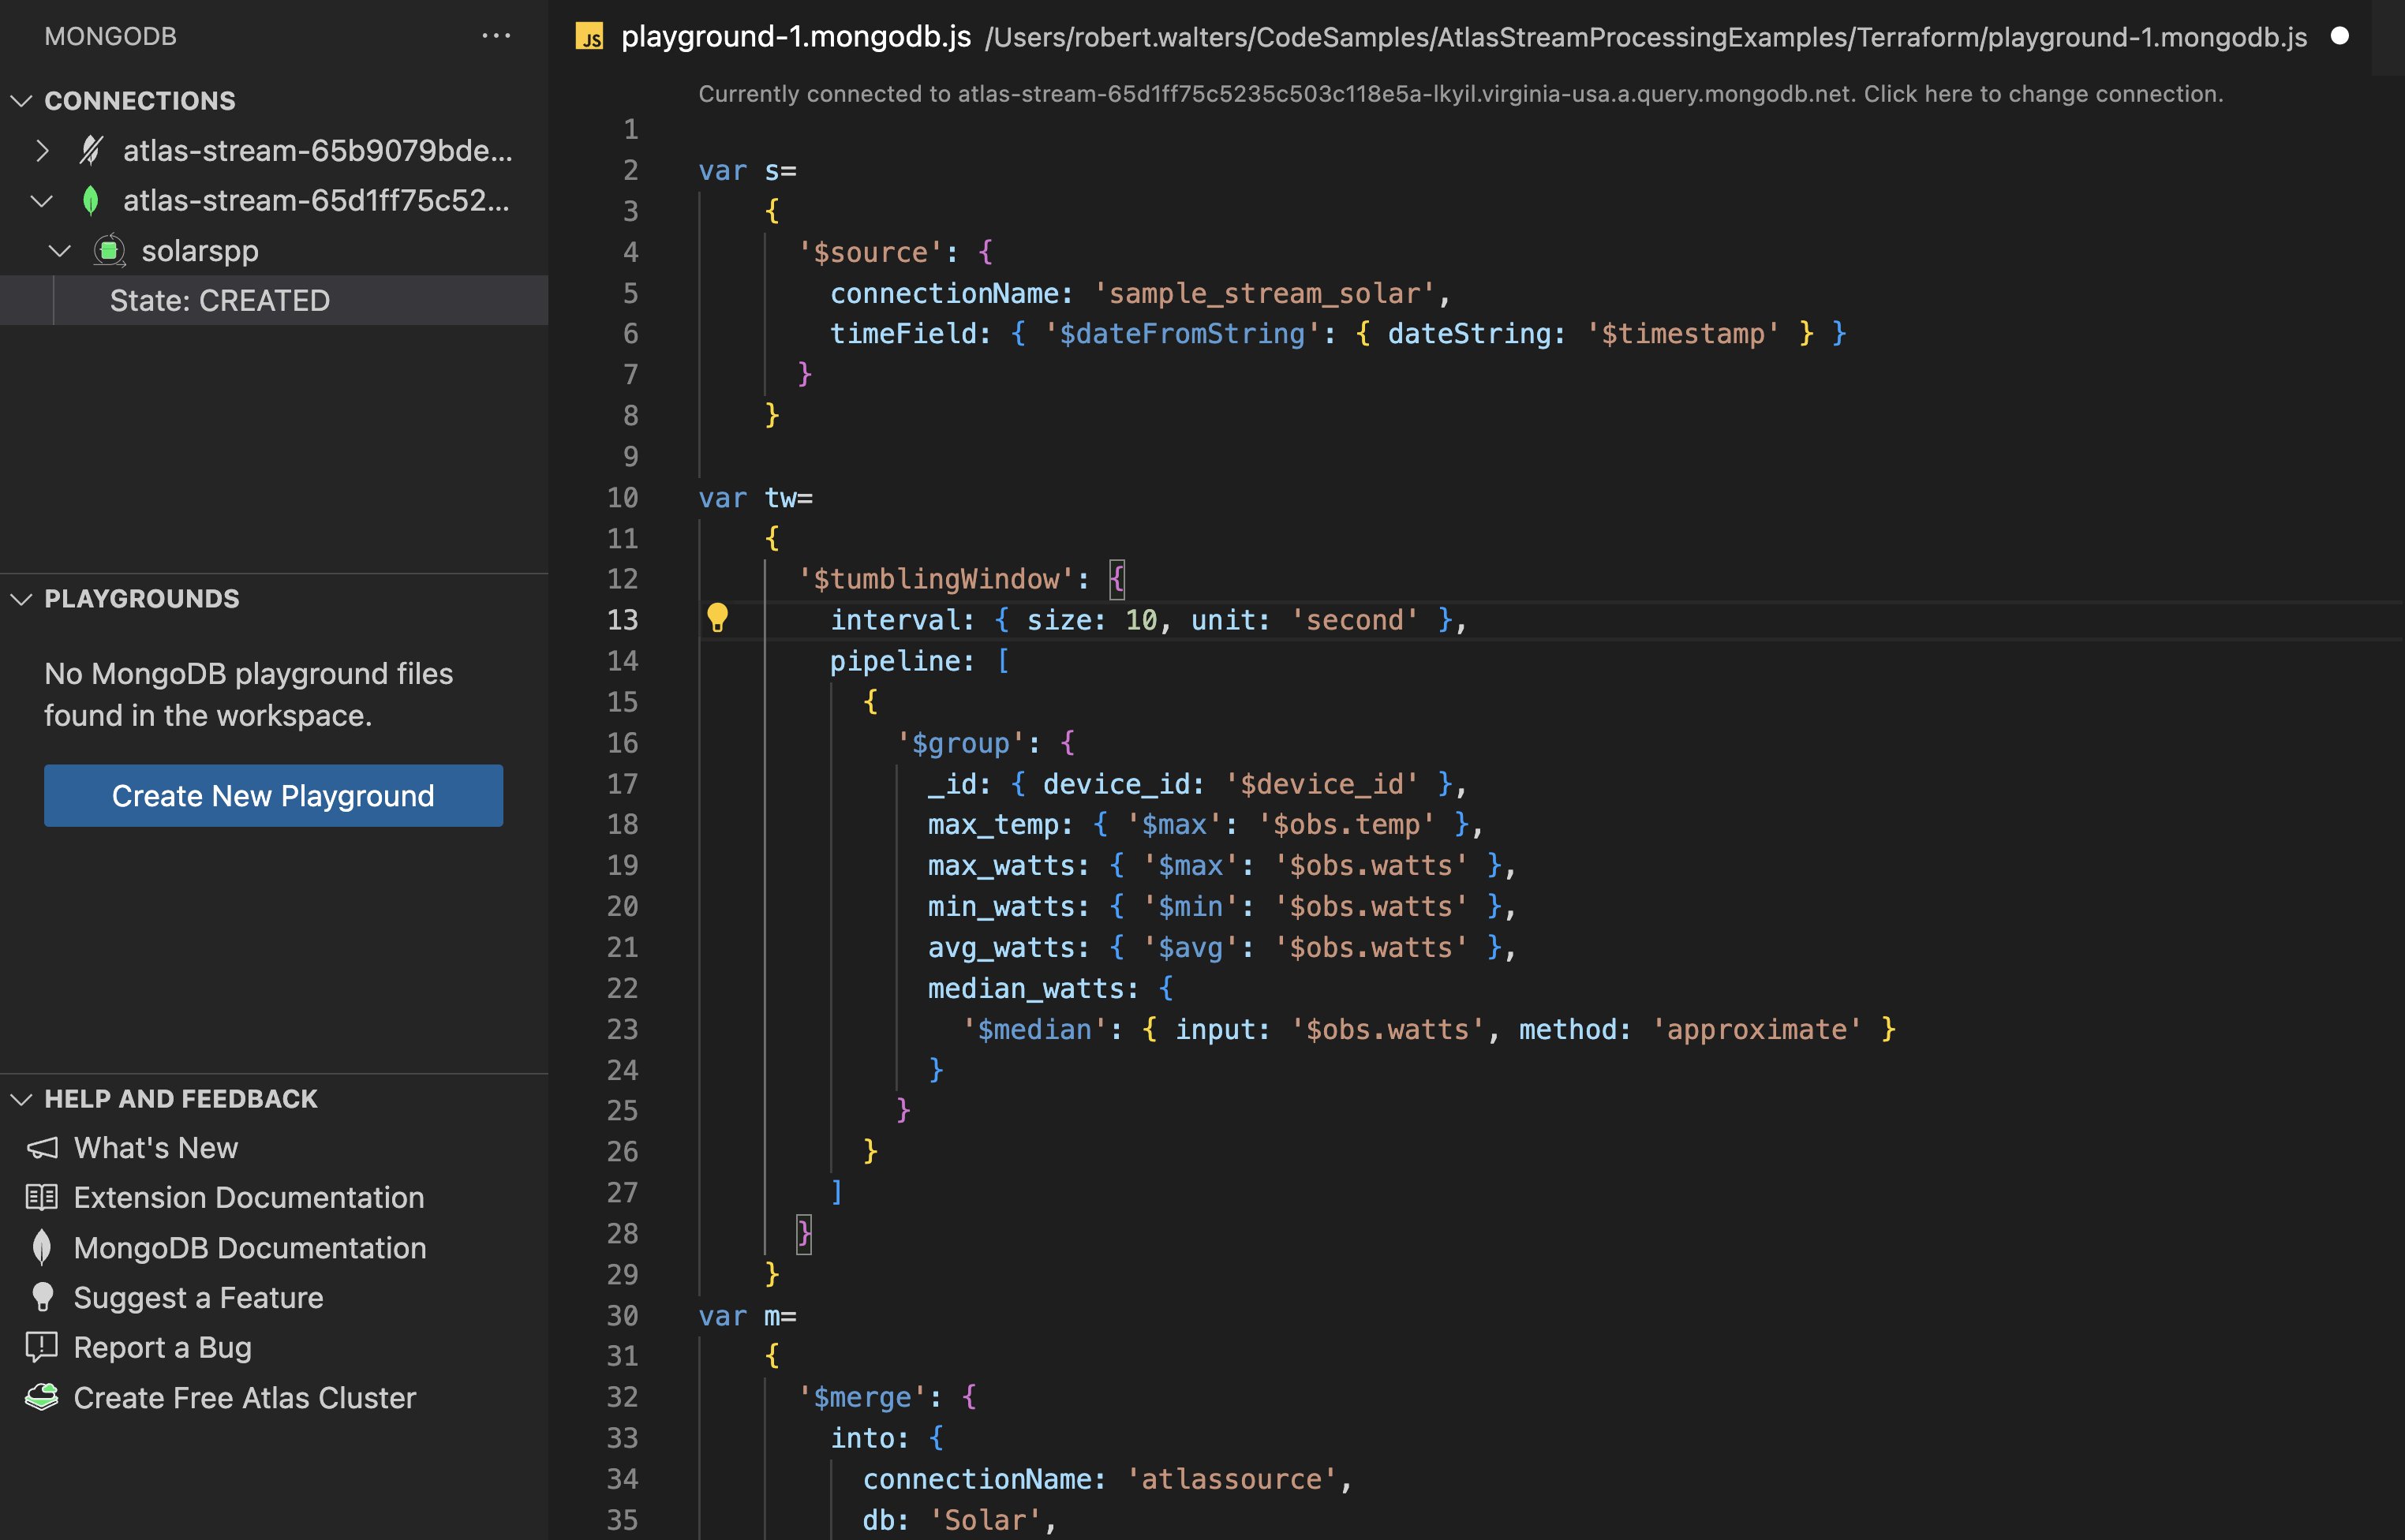 MONGODB
CONNECTIONS
atlas-stream-65b9079bde...
atlas-stream-65d1ff75c52...
solarspp
State: CREATED
PLAYGROUNDS
No MongoDB playground files
found in the workspace.
Create New Playground
HELP AND FEEDBACK
What's New
Extension Documentation
MongoDB Documentation
Suggest a Feature
Report a Bug
Create Free Atlas Cluster
JS playground-1.mongodb.js /Users/robert.walters/CodeSamples/AtlasStreamProcessingExamples/Terraform/playground-1.mongodb.js
Currently connected to atlas-stream-65d1ff75c5235c503c118e5a-lkyil.virginia-usa.a.query.mongodb.net. Click here to change connection.
1
2 var s=
3 {
4 '$source': {
5 connectionName: 'sample_stream_solar',
6 timeField: { '$dateFromString': { dateString: '$timestamp' } }
7 }
8 }
9
10 var tw=
11 {
12 '$tumblingWindow': {
13 interval: { size: 10, unit: 'second' },
14 pipeline: [
15 {
16 '$group': {
17 _id: { device_id: '$device_id' },
18 max_temp: { '$max': '$obs.temp' },
19 max_watts: { '$max': '$obs.watts' },
20 min_watts: { '$min': '$obs.watts' },
21 avg_watts: { '$avg': '$obs.watts' },
22 median_watts: {
23 '$median': { input: '$obs.watts', method: 'approximate' }
24 }
25 }
26 }
27 ]
28 }
29 }
30 var m=
31 {
32 '$merge': {
33 into: {
34 connectionName: 'atlassource',
35 db: 'Solar',